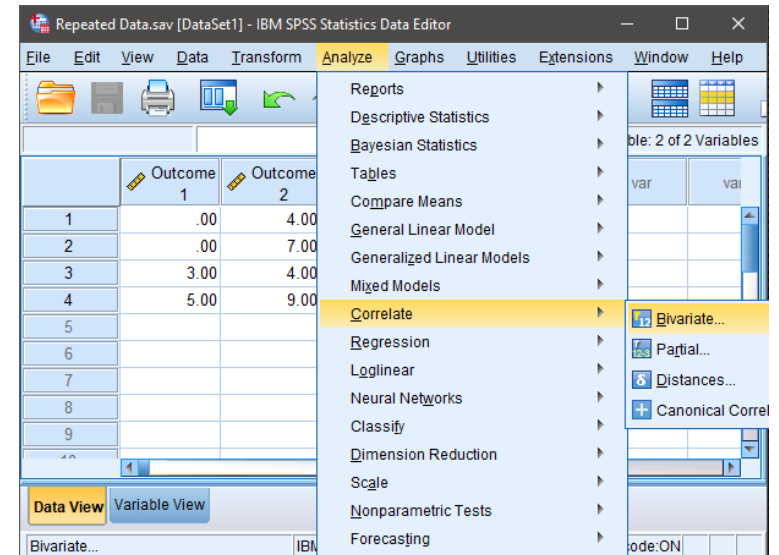 Repeated Data.sav [DataSet1] - IBM SPSS Statistics Data Editor
File Edit View Data Transform Analyze Graphs Utilities Extensions Window Help
Reports
Descriptive Statistics
Bayesian Statistics
ble: 2 of 2 Variables
Tables
Outcome 1
Outcome 2
var
var
Compare Means
1 .00 4.00
General Linear Model
2 .00 7.00
Generalized Linear Models
3 3.00 4.00
Mixed Models
4 5.00 9.00
Correlate
Bivariate...
5
Regression
6
Partial...
Loglinear
7
Distances...
Neural Networks
8
Canonical Correl
Classify
9
Dimension Reduction
Scale
Data View Variable View
Nonparametric Tests
Forecasting
Bivariate...
IBM
code:ON